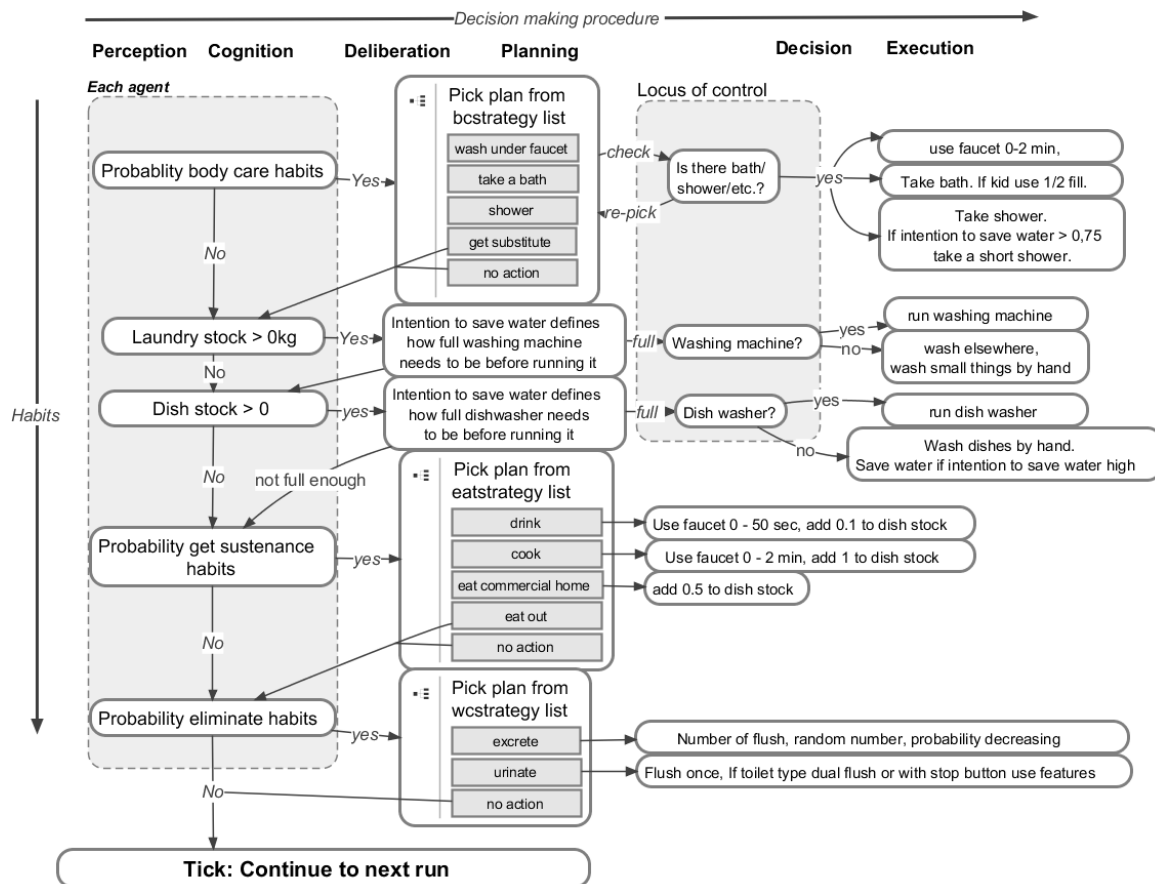 Decision making procedure
Perception Cognition Deliberation Planning Decision Execution
Each agent
Habits
Probablity body care habits
Yes
No
Pick plan from
bcstrategy list
wash under faucet
take a bath
shower
get substitute
no action
check
re-pick
Locus of control
Is there bath/
shower/etc.?
yes
use faucet 0-2 min,
Take bath. If kid use 1/2 fill.
Take shower.
If intention to save water > 0,75
take a short shower.
Laundry stock > 0kg
Yes
No
Intention to save water defines
how full washing machine
needs to be before running it
full
Washing machine?
yes
no
run washing machine
wash elsewhere,
wash small things by hand
Dish stock > 0
yes
No
Intention to save water defines
how full dishwasher needs
to be before running it
full
not full enough
Dish washer?
yes
no
run dish washer
Wash dishes by hand.
Save water if intention to save water high
Probability get sustenance
habits
yes
No
Pick plan from
eatstrategy list
drink
cook
eat commercial home
eat out
no action
Use faucet 0 - 50 sec, add 0.1 to dish stock
Use faucet 0 - 2 min, add 1 to dish stock
add 0.5 to dish stock
Probability eliminate habits
yes
No
Pick plan from
wcstrategy list
excrete
urinate
no action
Number of flush, random number, probability decreasing
Flush once, If toilet type dual flush or with stop button use features
Tick: Continue to next run